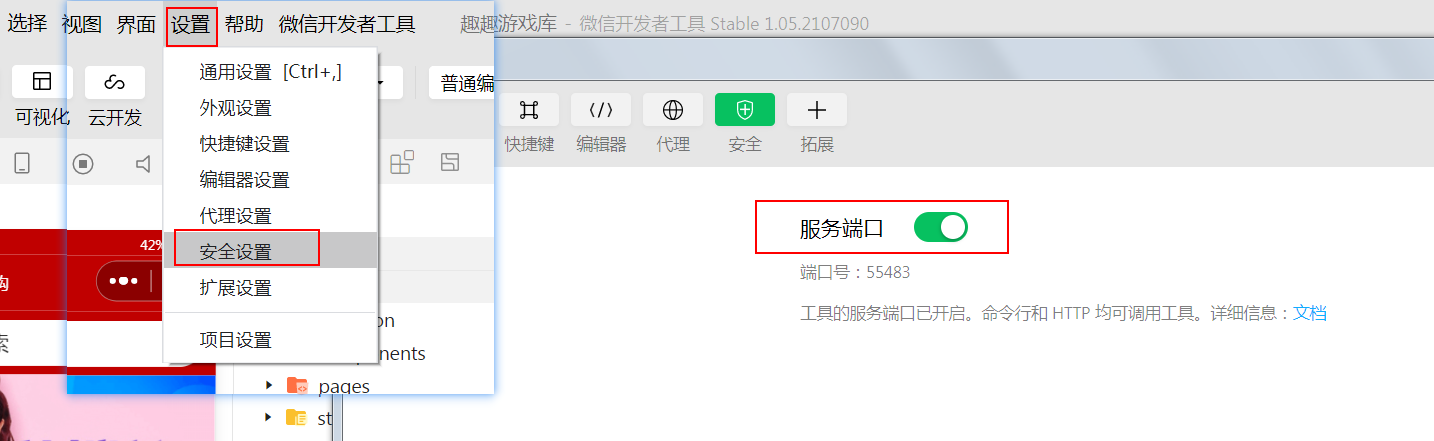 选择 视图 界面 设置 帮助 微信开发者工具 趣趣游戏库 - 微信开发者工具 Stable 1.05.2107090
通用设置 [Ctrl+,]
普通编
可视化 云开发
外观设置
快捷键 编辑器 代理 安全 拓展
快捷键设置
编辑器设置
代理设置
服务端口
42%
安全设置
端口号：55483
购
扩展设置
工具的服务端口已开启。命令行和 HTTP 均可调用工具。详细信息：文档
on
索
项目设置
nents
pages
st